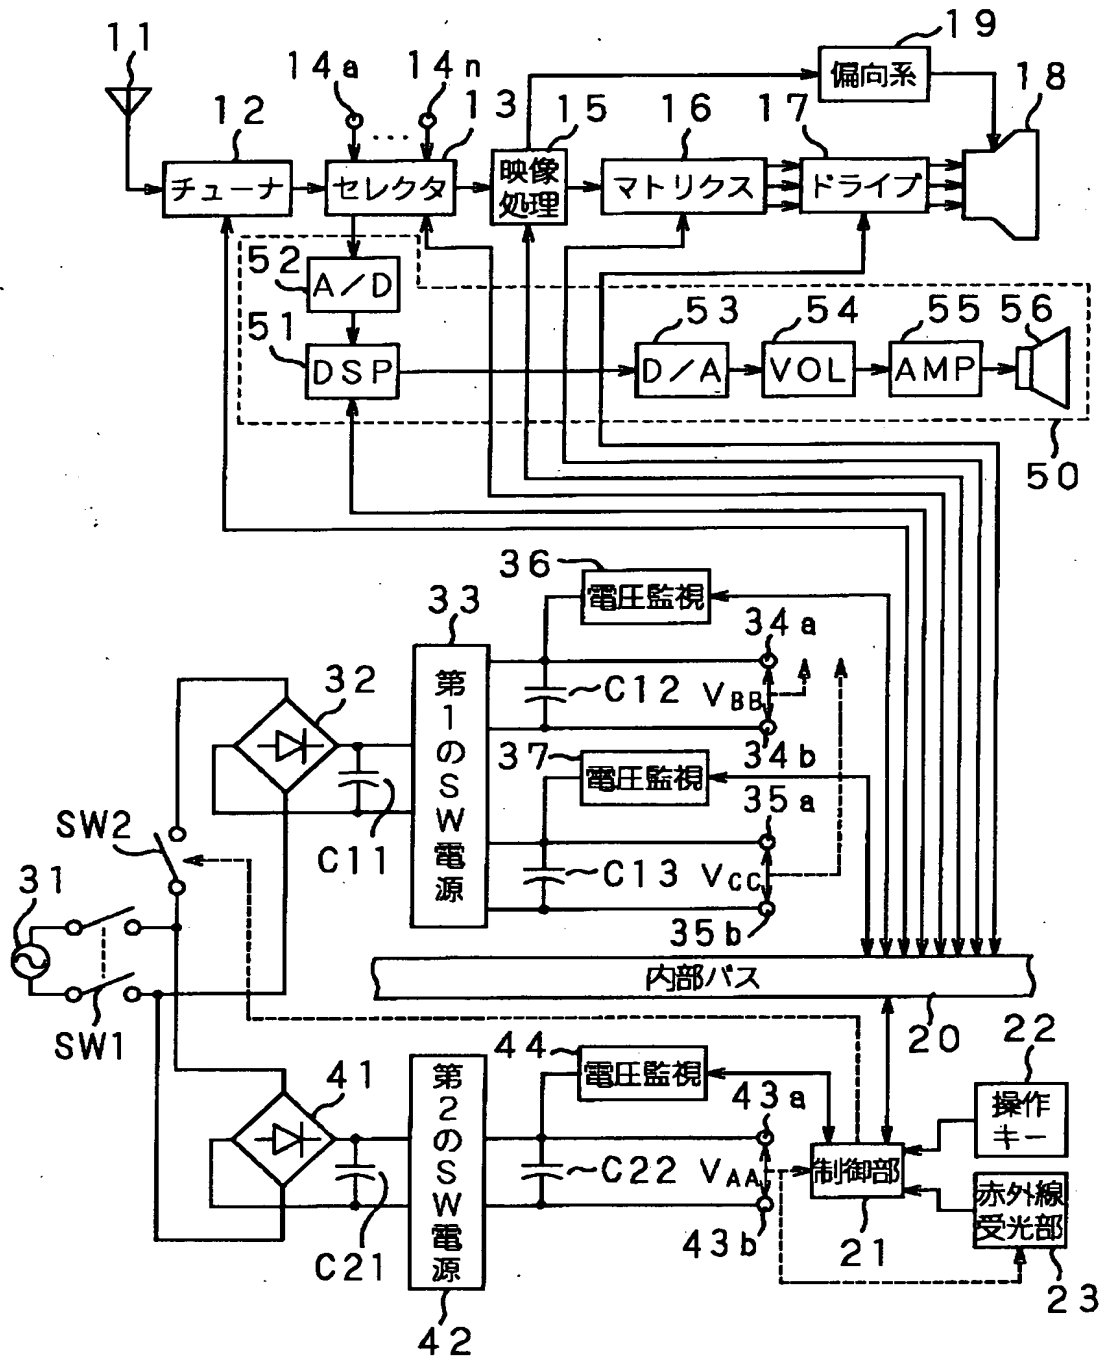 11
12
14a
14n
13
15
16
17
19
18
チューナ
セレクタ
映像
処理
マトリクス
ドライブ
偏向系
52
A/D
51
DSP
53
D/A
54
VOL
55
AMP
56
50
36
電圧監視
33
第1のSW電源
34a
C12
VBB
34b
32
C11
37
電圧監視
35a
C13
VCC
35b
SW2
31
SW1
内部バス
20
22
操作
キー
44
電圧監視
43a
41
第2のSW電源
C22
VAA
43b
C21
42
制御部
21
赤外線
受光部
23